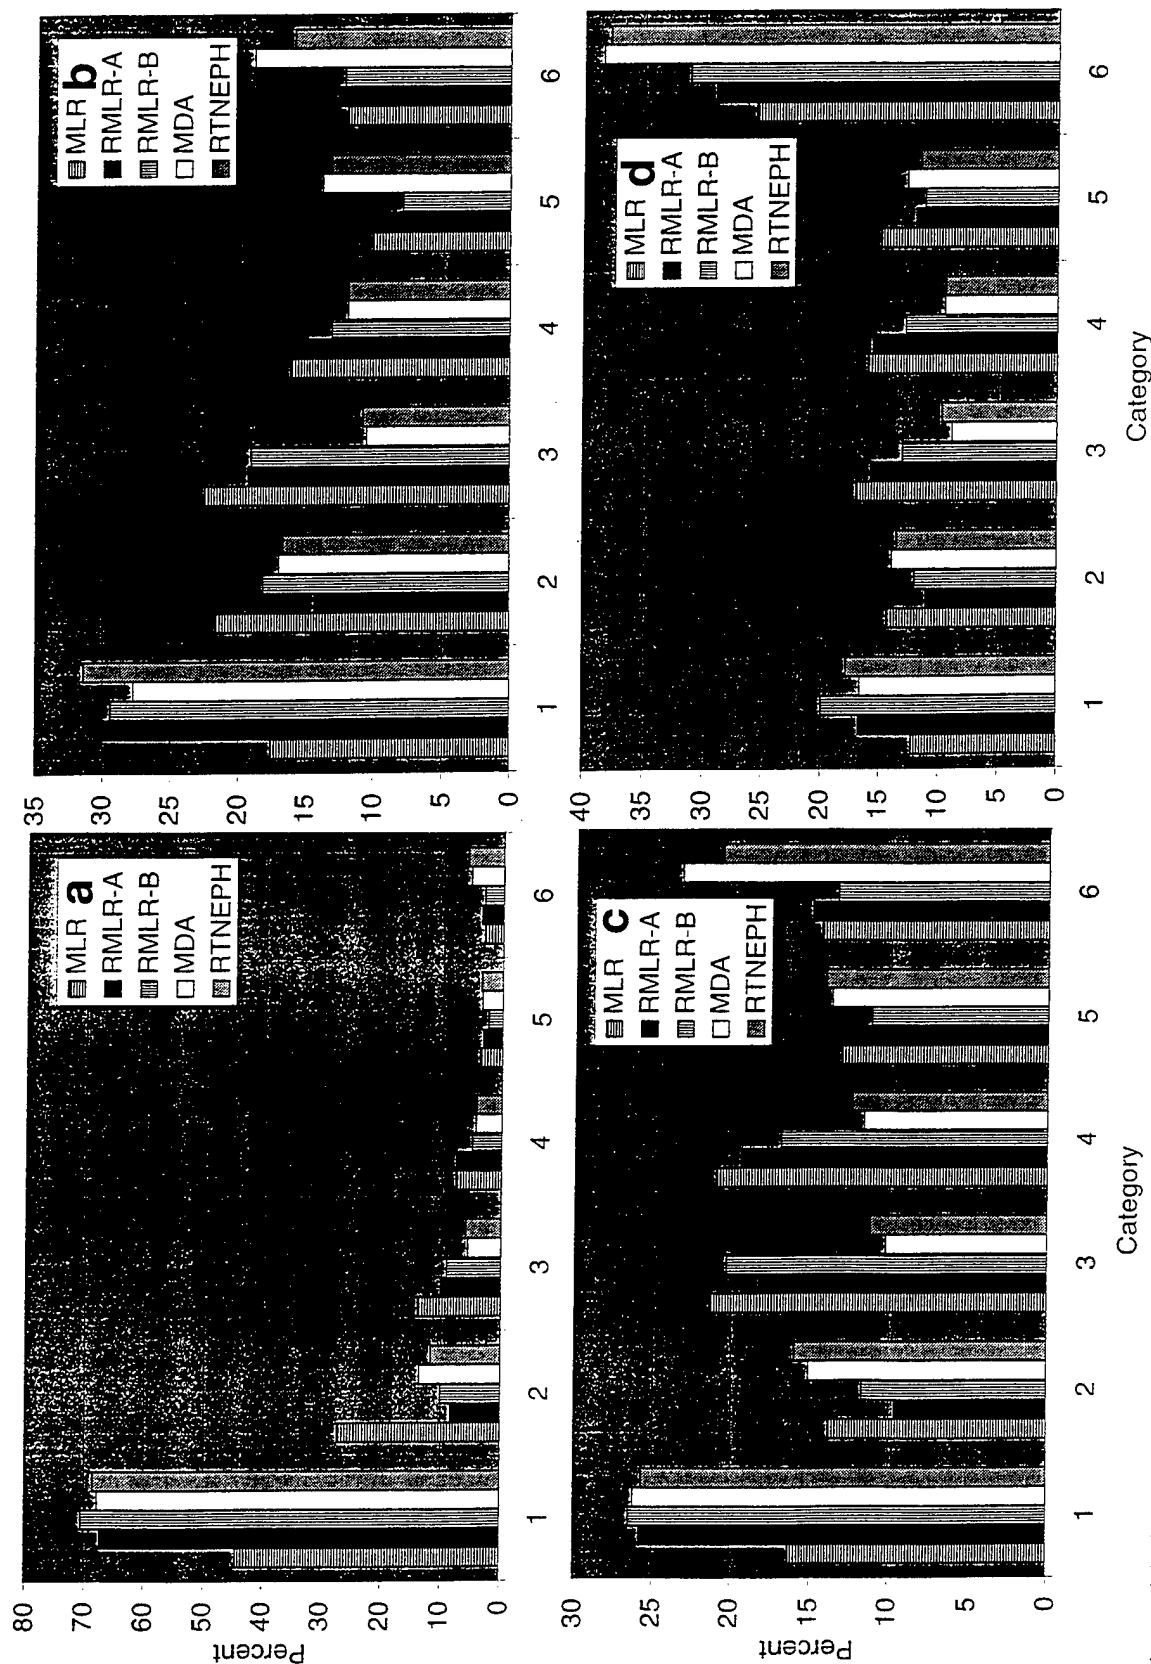 80
70
60
50
40
30
20
10
0
Percent
MLR a
RMLR-A
RMLR-B
MDA
RTNEPH
1 2 3 4 5 6
35
30
25
20
15
10
5
0
MLR b
RMLR-A
RMLR-B
MDA
RTNEPH
1 2 3 4 5 6
30
25
20
15
10
5
0
Percent
MLR c
RMLR-A
RMLR-B
MDA
RTNEPH
1 2 3 4 5 6
Category
40
35
30
25
20
15
10
5
0
MLR d
RMLR-A
RMLR-B
MDA
RTNEPH
1 2 3 4 5 6
Category